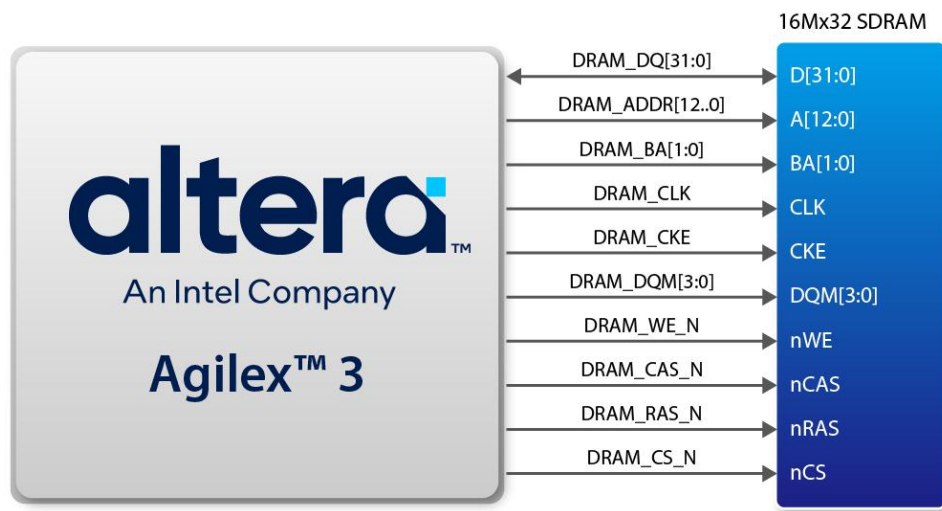 16Mx32 SDRAM
DRAM_DQ[31:0]
D[31:0]
DRAM_ADDR[12..0]
A[12:0]
DRAM_BA[1:0]
BA[1:0]
DRAM_CLK
CLK
DRAM_CKE
CKE
DRAM_DQM[3:0]
DQM[3:0]
DRAM_WE_N
nWE
DRAM_CAS_N
nCAS
DRAM_RAS_N
nRAS
DRAM_CS_N
nCS
altera™
An Intel Company
Agilex™ 3